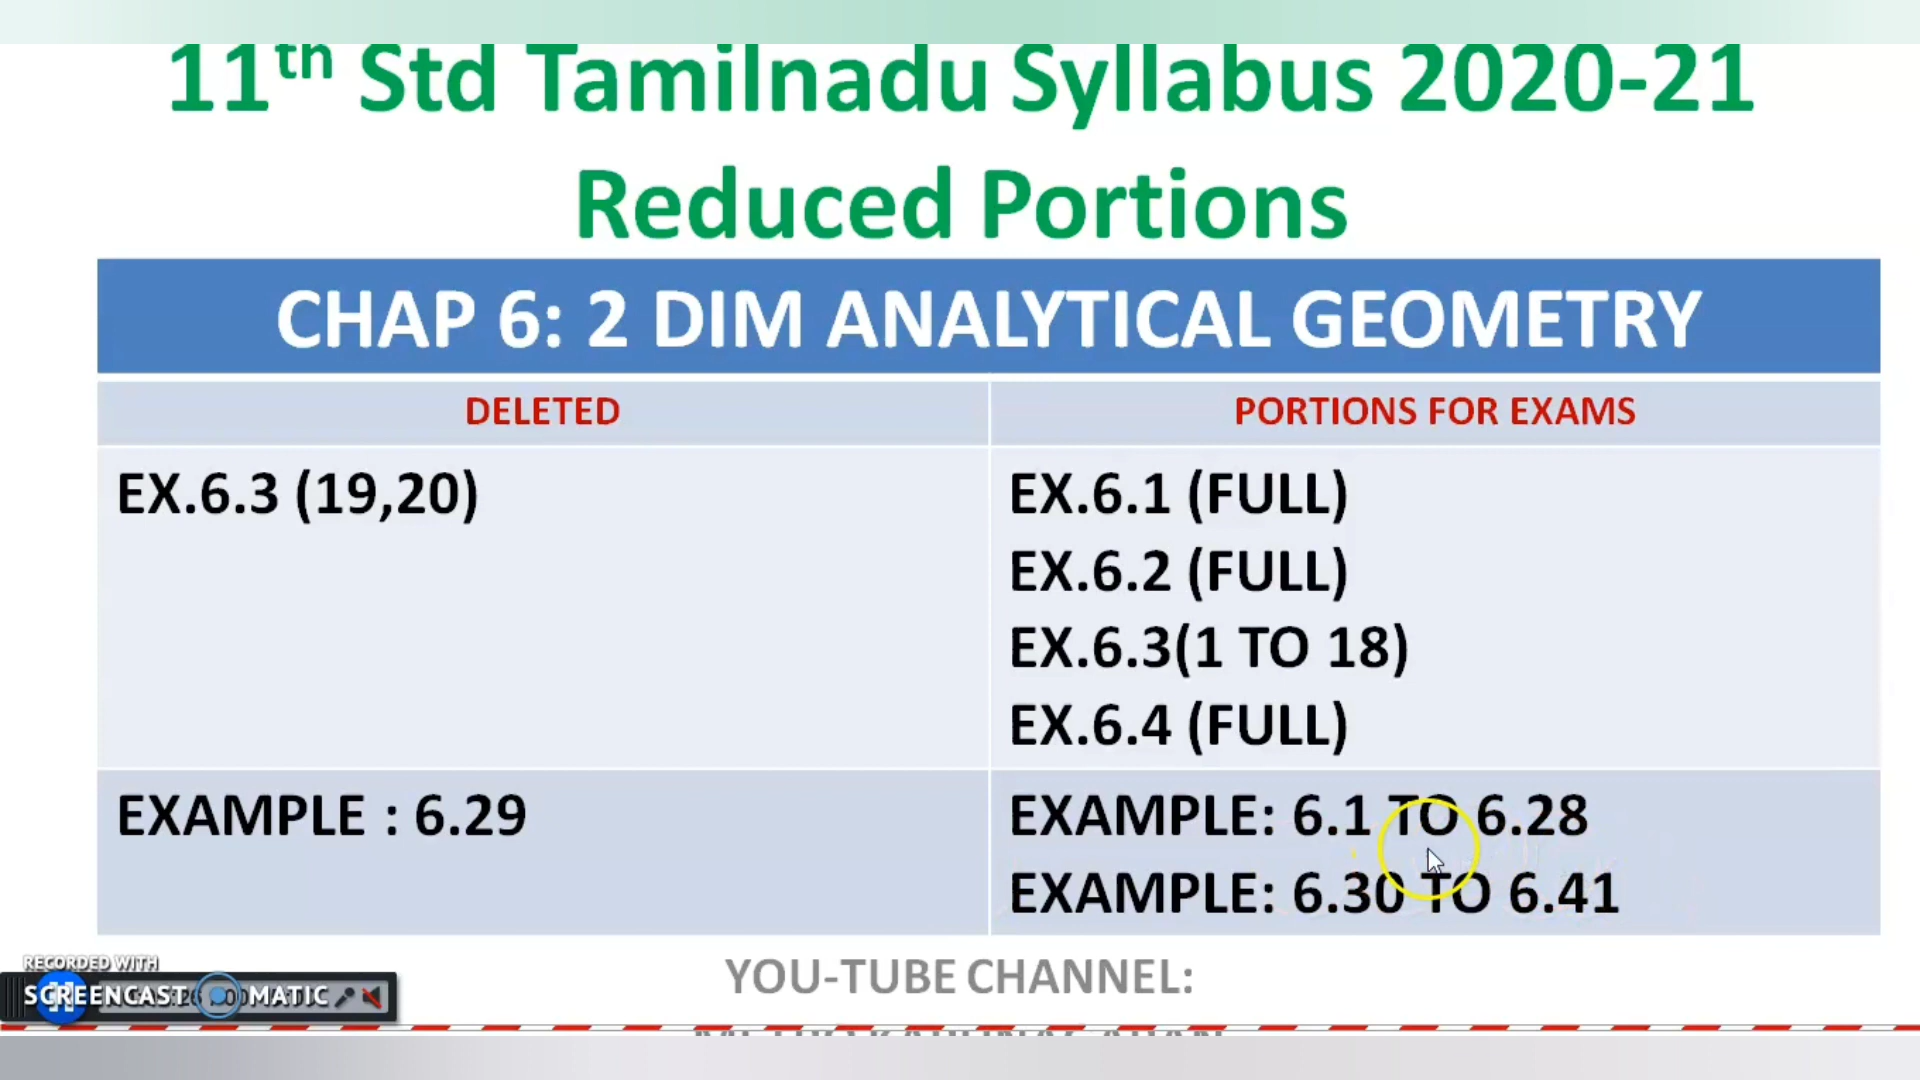 11th Std Tamilnadu Syllabus 2020-21
Reduced Portions
CHAP 6: 2 DIM ANALYTICAL GEOMETRY
DELETED
PORTIONS FOR EXAMS
EX.6.3 (19,20)
EX.6.1 (FULL)
EX.6.2 (FULL)
EX.6.3(1 TO 18)
EX.6.4 (FULL)
EXAMPLE : 6.29
EXAMPLE: 6.1 TO 6.28
EXAMPLE: 6.30 TO 6.41
YOU-TUBE CHANNEL:
RECORDED WITH
SCREENCAST MATIC